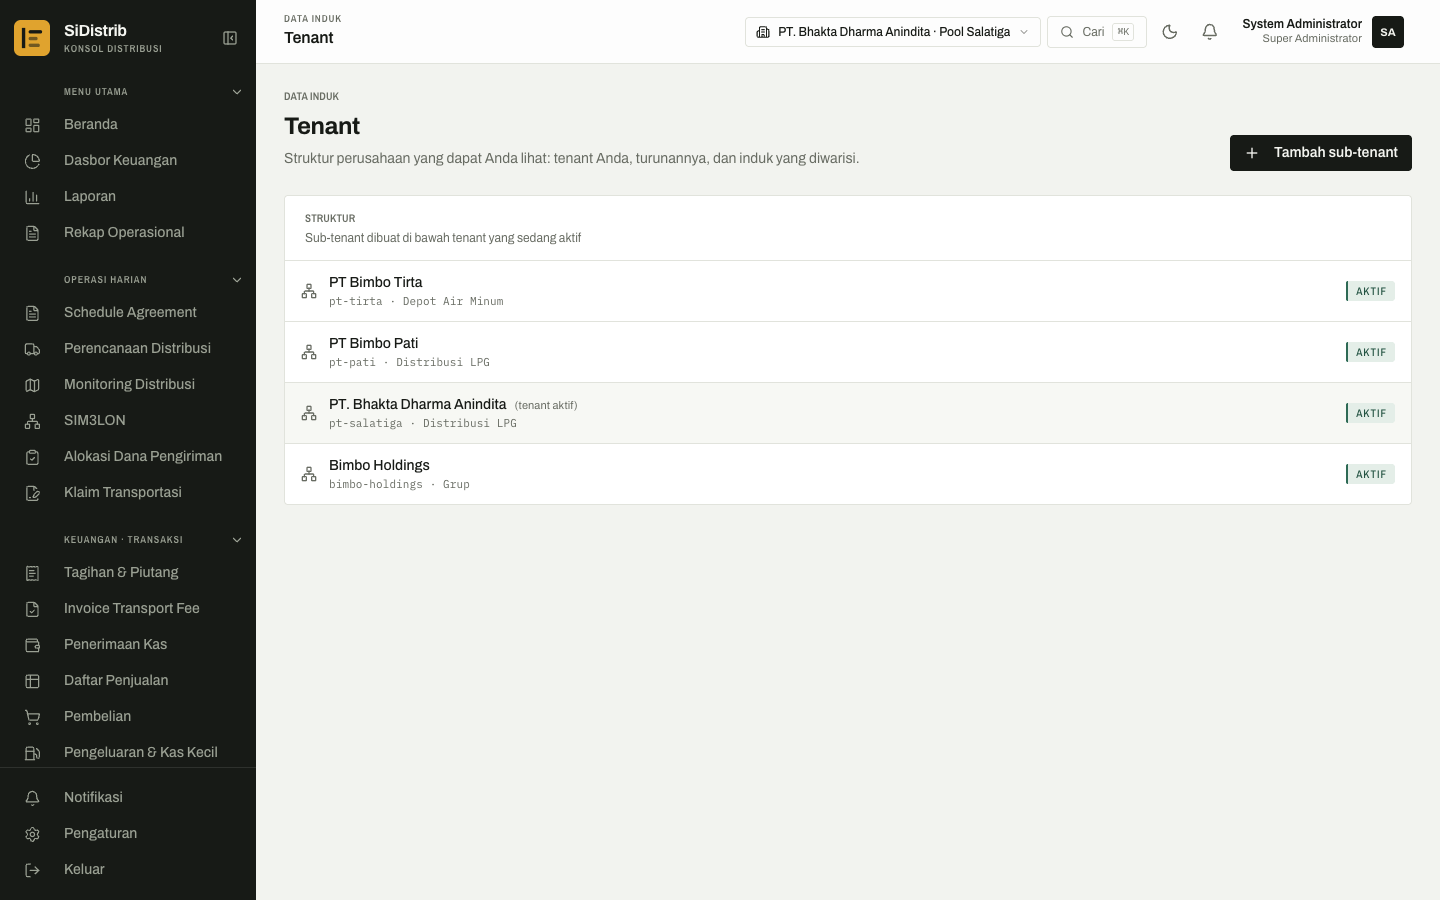 SiDistrib
KONSOL DISTRIBUSI
MENU UTAMA
Beranda
Dasbor Keuangan
Laporan
Rekap Operasional
OPERASI HARIAN
Schedule Agreement
Perencanaan Distribusi
Monitoring Distribusi
SIM3LON
Alokasi Dana Pengiriman
Klaim Transportasi
KEUANGAN · TRANSAKSI
Tagihan & Piutang
Invoice Transport Fee
Penerimaan Kas
Daftar Penjualan
Pembelian
Pengeluaran & Kas Kecil
Notifikasi
Pengaturan
Keluar
DATA INDUK
Tenant
PT. Bhakta Dharma Anindita · Pool Salatiga
Cari ⌘K
System Administrator
Super Administrator
SA
DATA INDUK
Tenant
Struktur perusahaan yang dapat Anda lihat: tenant Anda, turunannya, dan induk yang diwarisi.
Tambah sub-tenant
STRUKTUR
Sub-tenant dibuat di bawah tenant yang sedang aktif
PT Bimbo Tirta
pt-tirta · Depot Air Minum
AKTIF
PT Bimbo Pati
pt-pati · Distribusi LPG
AKTIF
PT. Bhakta Dharma Anindita (tenant aktif)
pt-salatiga · Distribusi LPG
AKTIF
Bimbo Holdings
bimbo-holdings · Grup
AKTIF